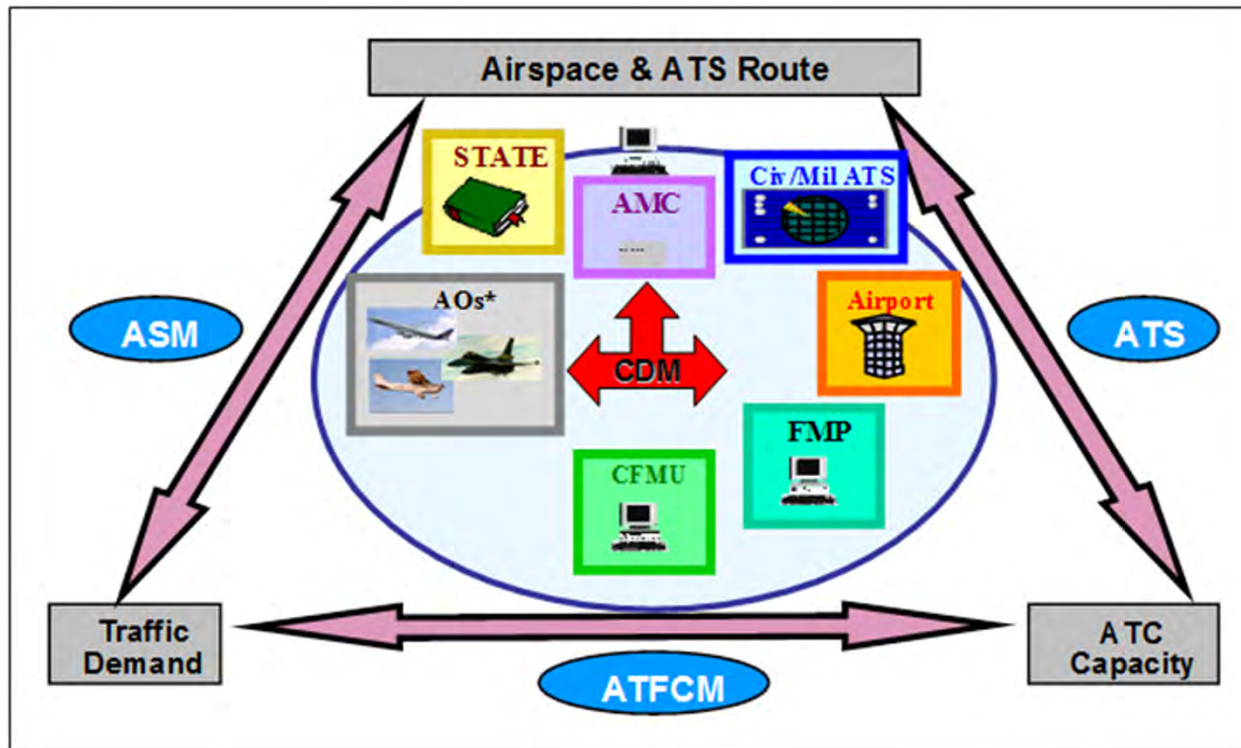 Airspace & ATS Route
STATE
AMC
Civ/Mil ATS
AOs*
Airport
ASM
ATS
CDM
FMP
CFMU
Traffic
Demand
ATC
Capacity
ATFCM